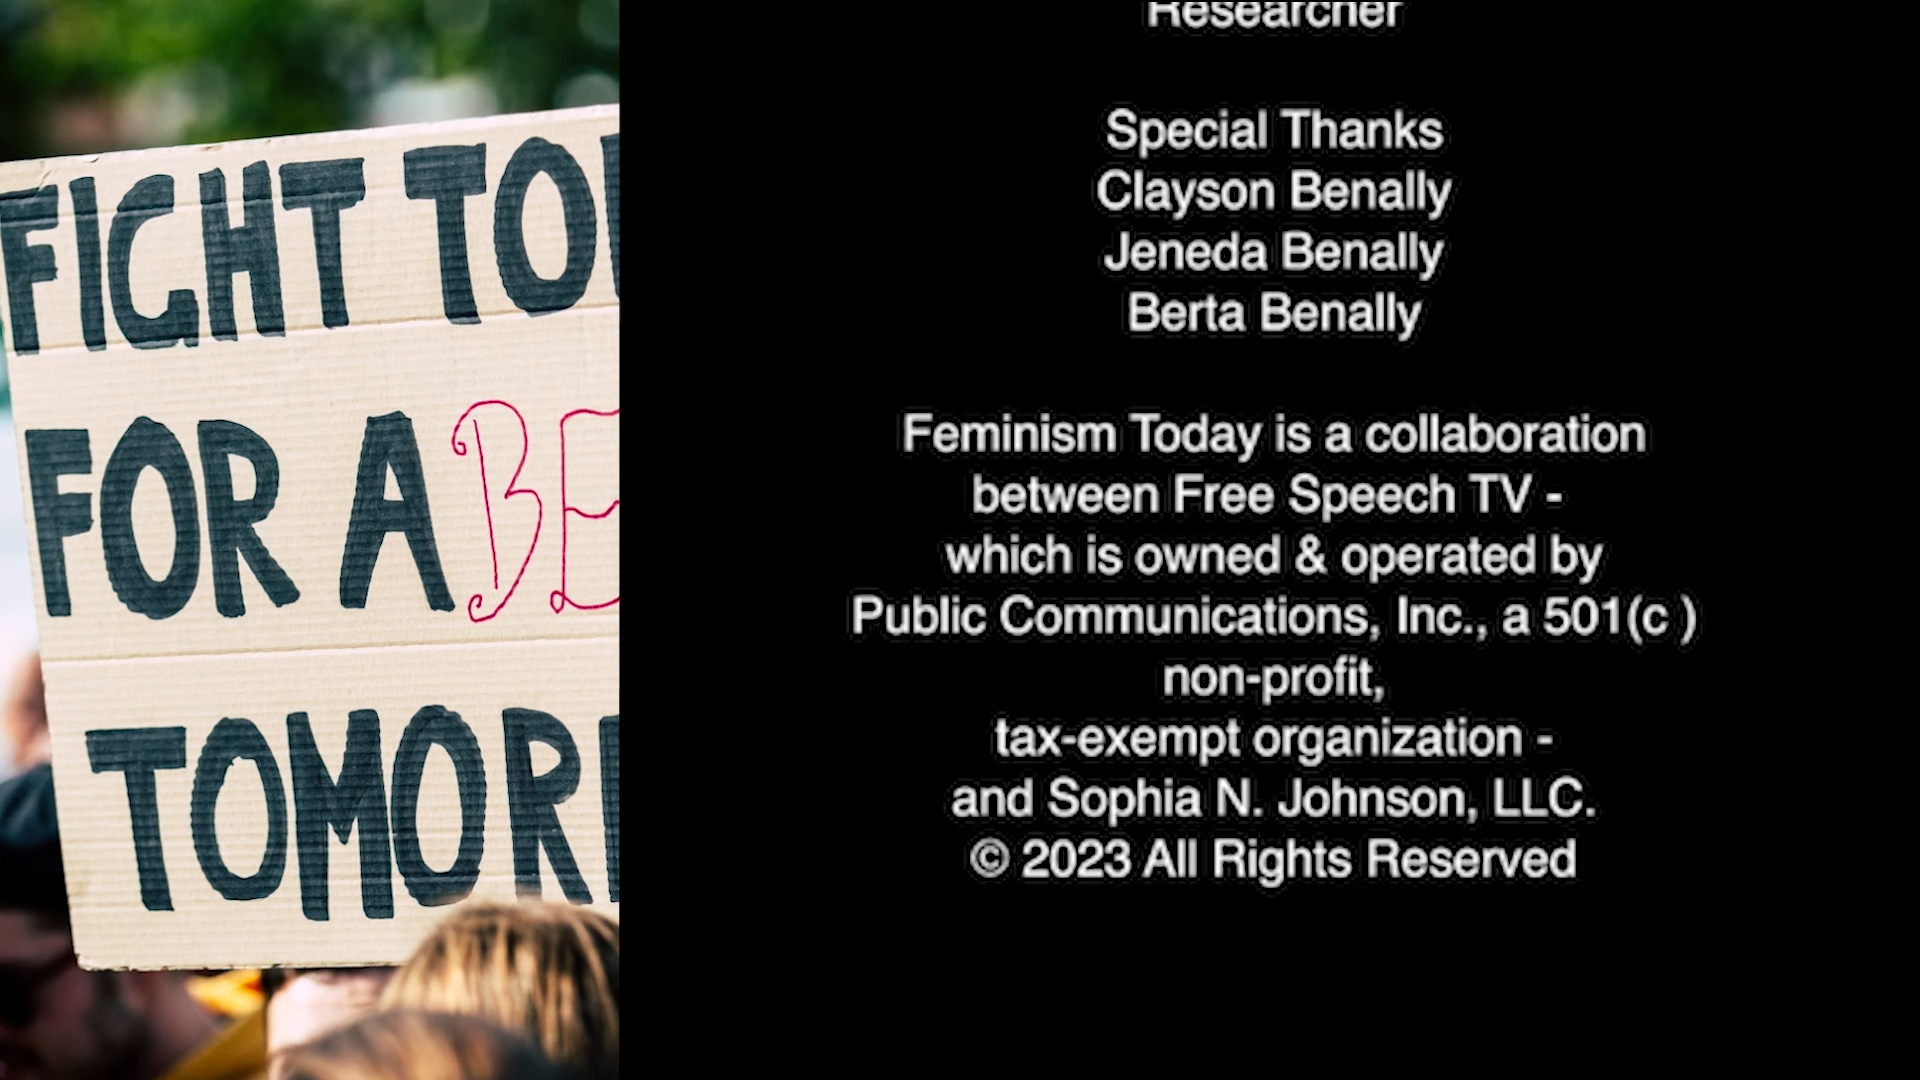 FIGHT TO
FOR A BE
TOMOR
Researcher
Special Thanks
Clayson Benally
Jeneda Benally
Berta Benally
Feminism Today is a collaboration
between Free Speech TV -
which is owned & operated by
Public Communications, Inc., a 501(c )
non-profit,
tax-exempt organization -
and Sophia N. Johnson, LLC.
© 2023 All Rights Reserved